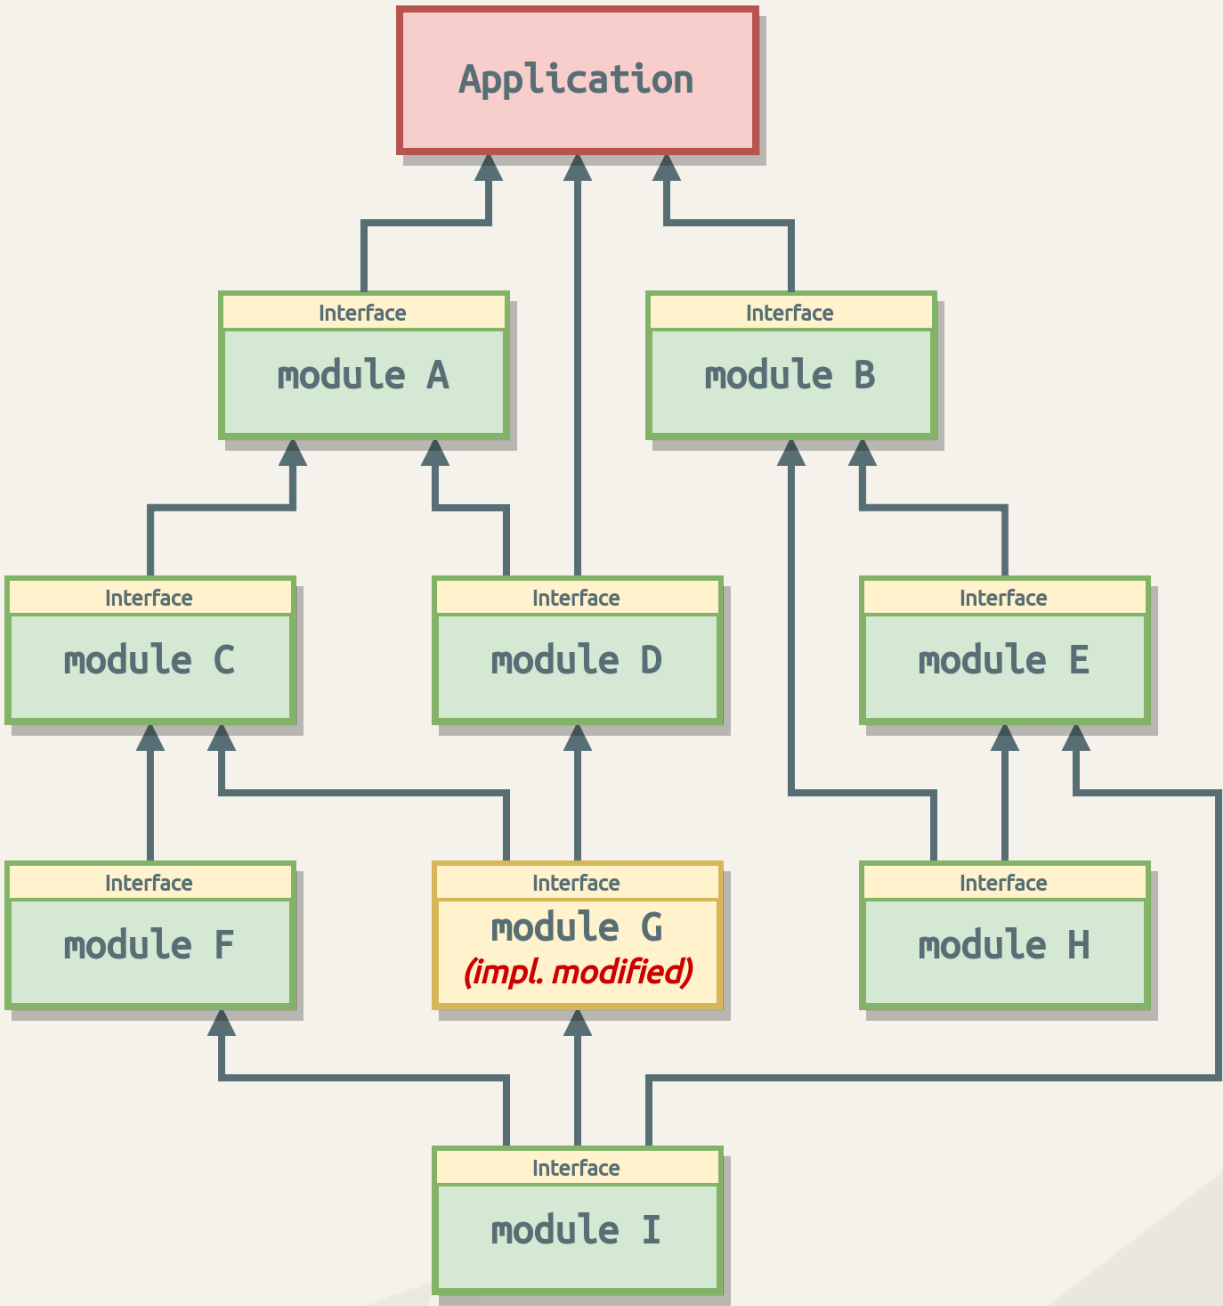 Application
Interface
module A
Interface
module B
Interface
module C
Interface
module D
Interface
module E
Interface
module F
Interface
module G
(impl. modified)
Interface
module H
Interface
module I